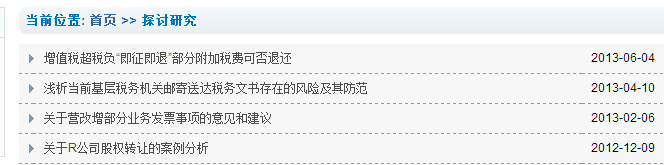 当前位置: 首页 >> 探讨研究
增值税超税负“即征即退”部分附加税费可否退还 2013-06-04
浅析当前基层税务机关邮寄送达税务文书存在的风险及其防范 2013-04-10
关于营改增部分业务发票事项的意见和建议 2013-02-06
关于R公司股权转让的案例分析 2012-12-09